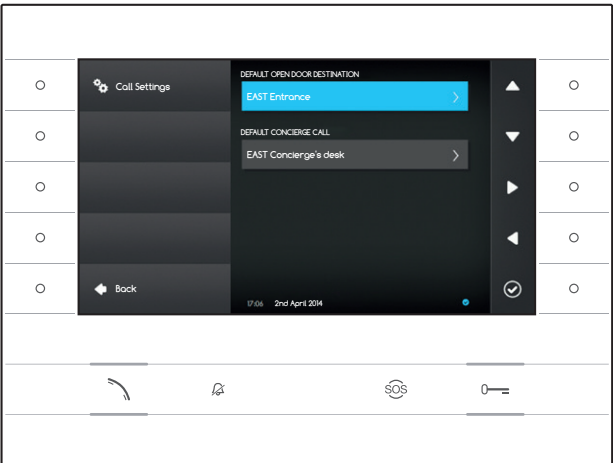 Call Settings
DEFAULT OPEN DOOR DESTINATION
EAST Entrance
DEFAULT CONCIERGE CALL
EAST Concierge's desk
Back
17:06 2nd April 2014
SOS